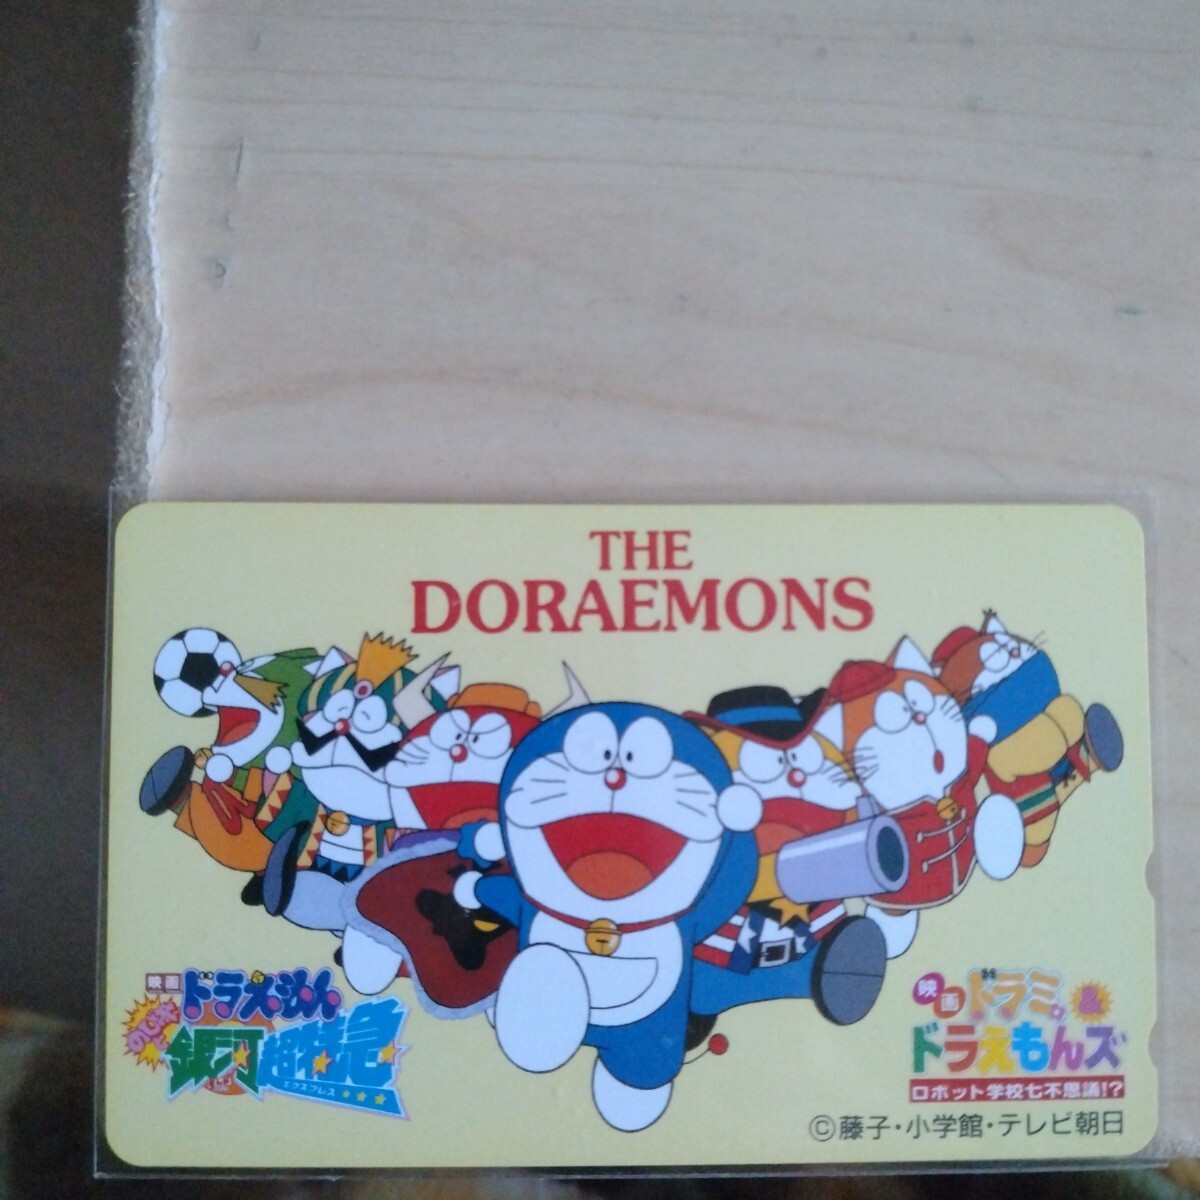 THE
DORAEMONS
映画
ドラえもん
のび太と
銀河超特急
エクスプレス
映画
ドラミ&
ドラえもんズ
ロボット学校七不思議!?
©藤子・小学館・テレビ朝日